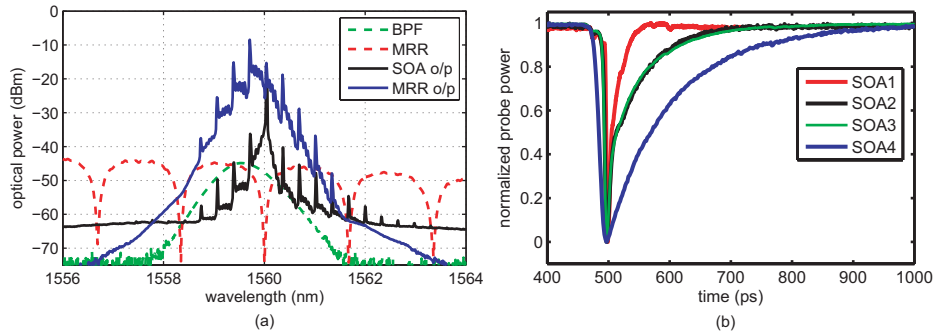 optical power (dBm)
−10
−20
−30
−40
−50
−60
−70
1556
1558
1560
1562
1564
wavelength (nm)
BPF
MRR
SOA o/p
MRR o/p
(a)
normalized probe power
1
0.8
0.6
0.4
0.2
0
400
500
600
700
800
900
1000
time (ps)
SOA1
SOA2
SOA3
SOA4
(b)